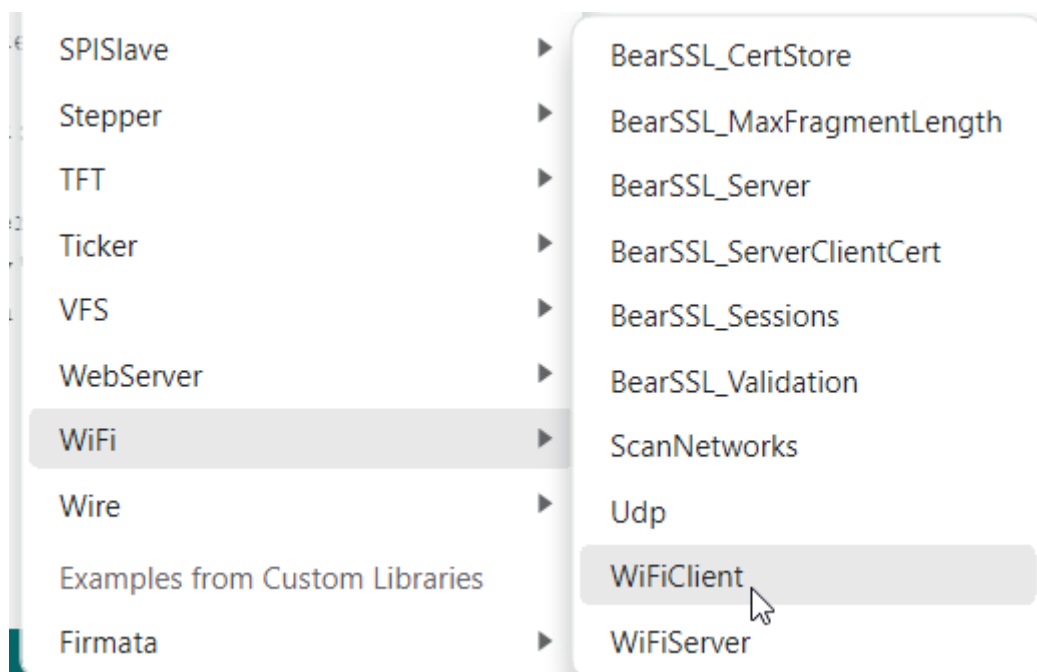 SPISlave
Stepper
TFT
Ticker
VFS
WebServer
WiFi
Wire
Examples from Custom Libraries
Firmata
BearSSL_CertStore
BearSSL_MaxFragmentLength
BearSSL_Server
BearSSL_ServerClientCert
BearSSL_Sessions
BearSSL_Validation
ScanNetworks
Udp
WiFiClient
WiFiServer